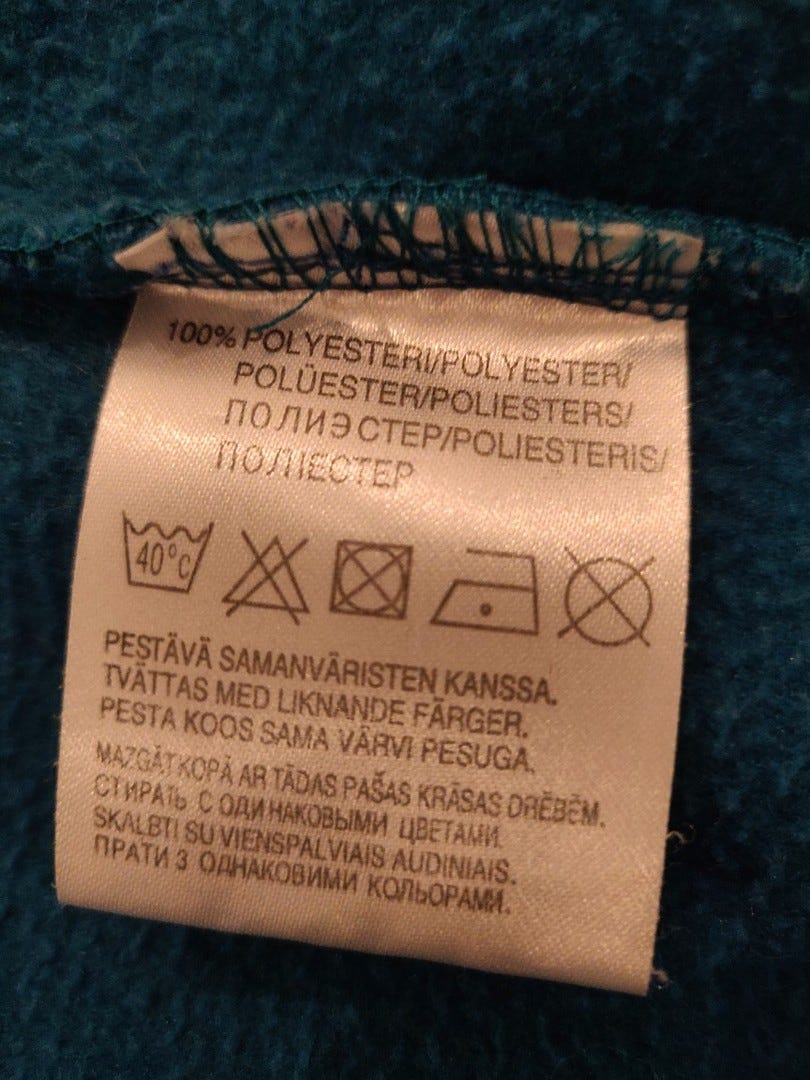 100% POLYESTERI/POLYESTER/
POLÜESTER/POLIESTERS/
ПОЛИЭСТЕР/POLIESTERIS/
ПОЛІЕСТЕР
40°C
PESTÄVÄ SAMANVÄRISTEN KANSSA.
TVÄTTAS MED LIKNANDE FÄRGER.
PESTA KOOS SAMA VÄRVI PESUGA.
MAZGĀT KOPĀ AR TĀDAS PAŠAS KRĀSAS DRĒBĒM.
СТИРАТЬ С ОДИНАКОВЫМИ ЦВЕТАМИ.
SKALBTI SU VIENSPALVIAIS AUDINIAIS.
ПРАТИ З ОДНАКОВИМИ КОЛЬОРАМИ.